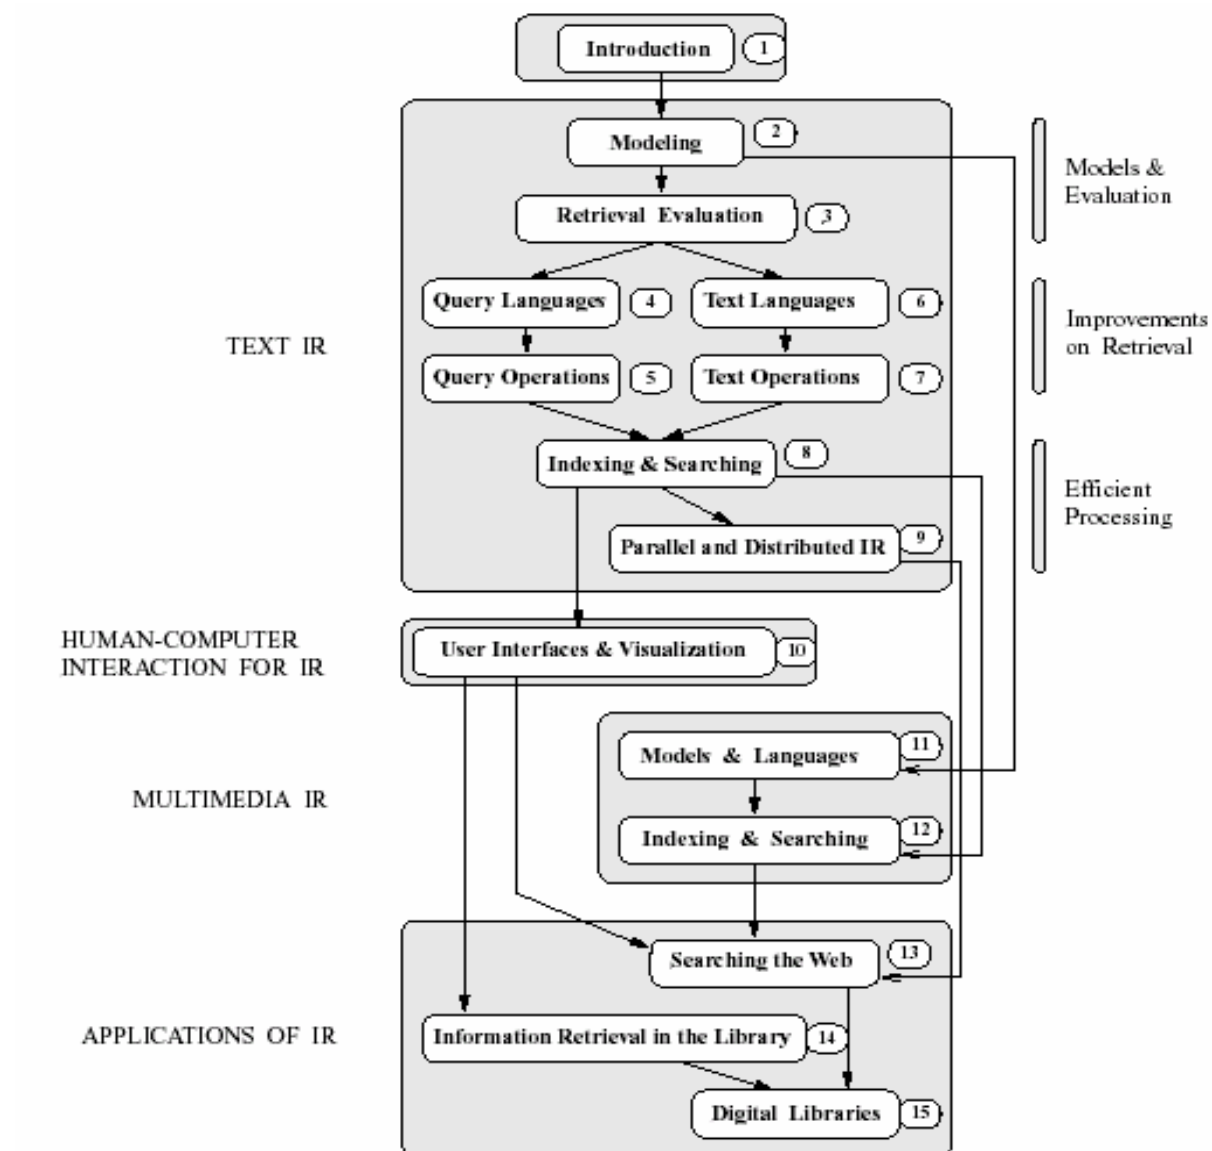 Introduction 1
Modeling 2
Models &
Evaluation
Retrieval Evaluation 3
Query Languages 4
Text Languages 6
Improvements
on Retrieval
TEXT IR
Query Operations 5
Text Operations 7
Indexing & Searching 8
Efficient
Processing
Parallel and Distributed IR 9
HUMAN-COMPUTER
INTERACTION FOR IR
User Interfaces & Visualization 10
Models & Languages 11
MULTIMEDIA IR
Indexing & Searching 12
Searching the Web 13
APPLICATIONS OF IR
Information Retrieval in the Library 14
Digital Libraries 15